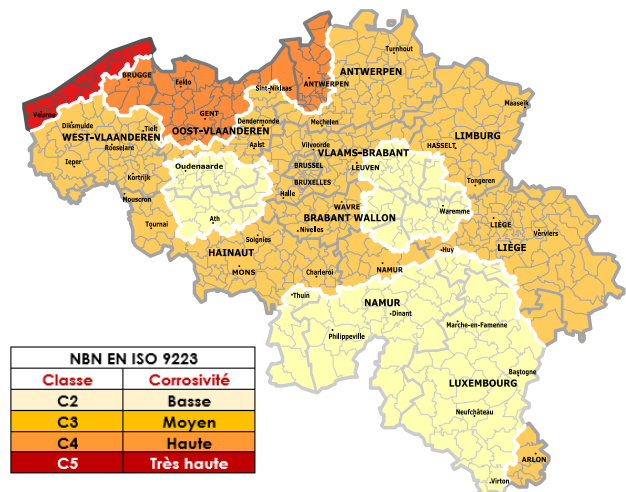 Turnhout
ANTWERPEN
BRUGGE
Eeklo
Sint-Niklaas
ANTWERPEN
Maaseik
Veurne
GENT
Diksmuide
Tielt
OOST-VLAANDEREN
Dendermonde
Mechelen
WEST-VLAANDEREN
LIMBURG
Roeselare
Aalst
Vilvoorde
HASSELT
VLAAMS-BRABANT
Ieper
Oudenaarde
BRUSSEL
LEUVEN
Kortrijk
BRUXELLES
Tongeren
Mouscron
Halle
WAVRE
Waremme
Tournai
Ath
BRABANT WALLON
LIÈGE
Nivelles
Verviers
Soignies
HAINAUT
Huy
LIÈGE
MONS
Charleroi
NAMUR
Thuin
NAMUR
Dinant
Marche-en-Famenne
Philippeville
Bastogne
LUXEMBOURG
Neufchâteau
ARLON
Virton
NBN EN ISO 9223
Classe Corrosivité
C2 Basse
C3 Moyen
C4 Haute
C5 Très haute